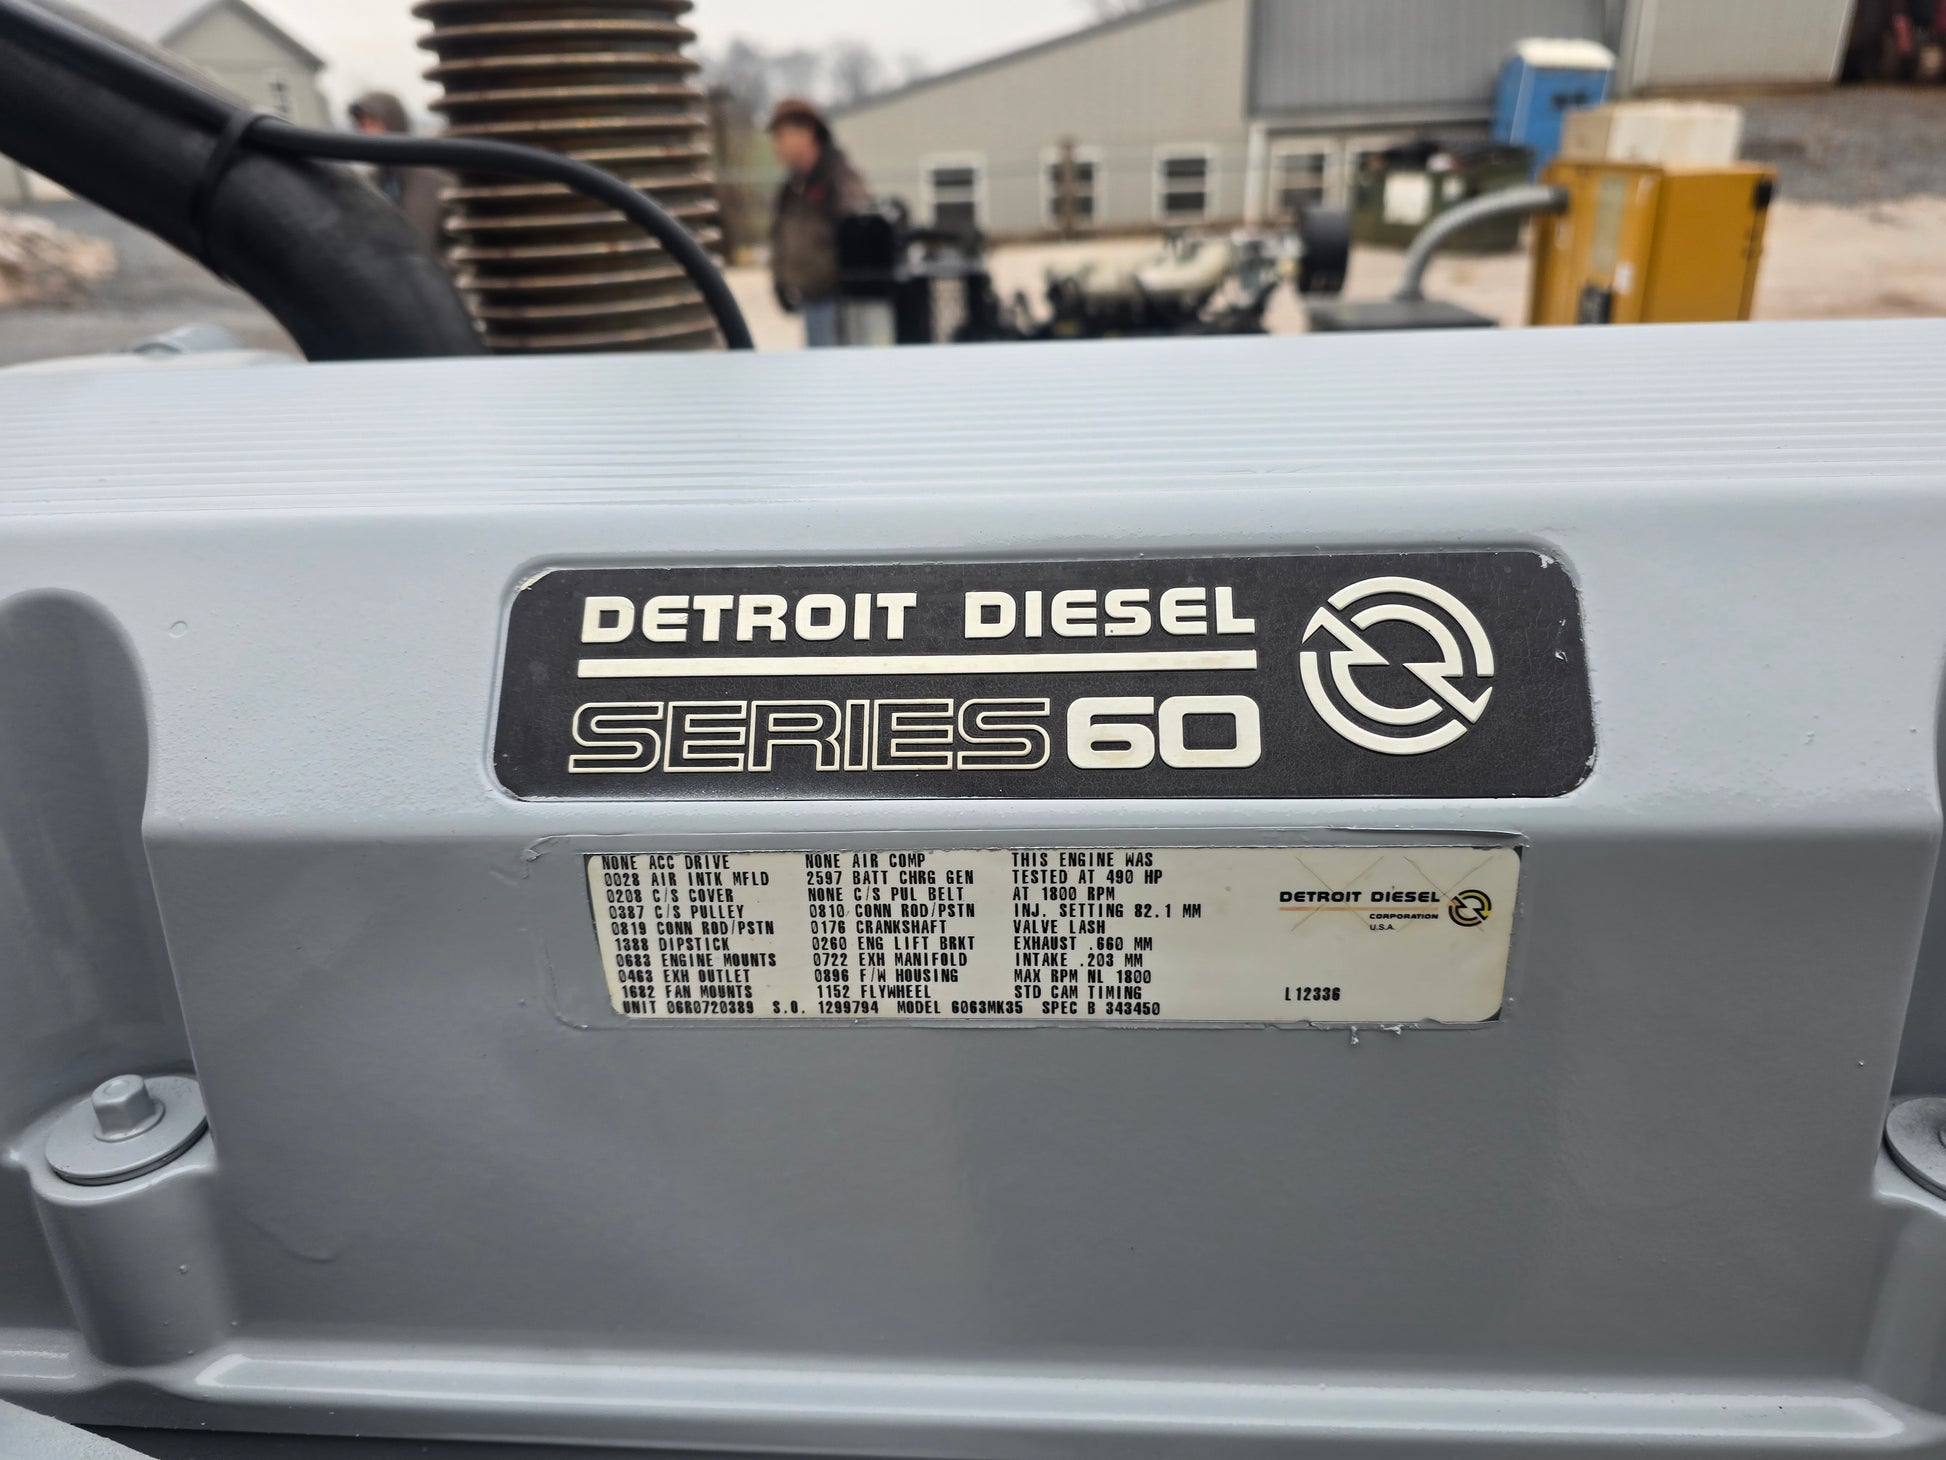 DETROIT DIESEL
SERIES 60
NONE ACC DRIVE NONE AIR COMP THIS ENGINE WAS
0028 AIR INTK MFLD 2597 BATT CHRG GEN TESTED AT 490 HP
0208 C/S COVER NONE C/S PUL BELT AT 1800 RPM
0387 C/S PULLEY 0810 CONN ROD/PSTN INJ. SETTING 82.1 MM
0819 CONN ROD/PSTN 0176 CRANKSHAFT VALVE LASH
1388 DIPSTICK 0260 ENG LIFT BRKT EXHAUST .660 MM
0683 ENGINE MOUNTS 0722 EXH MANIFOLD INTAKE .203 MM
0463 EXH OUTLET 0896 F/W HOUSING MAX RPM NL 1800
1682 FAN MOUNTS 1152 FLYWHEEL STD CAM TIMING
UNIT 06R0720389 S.O. 1299794 MODEL 6063MK35 SPEC B 343450
DETROIT DIESEL
CORPORATION
U.S.A.
L12336